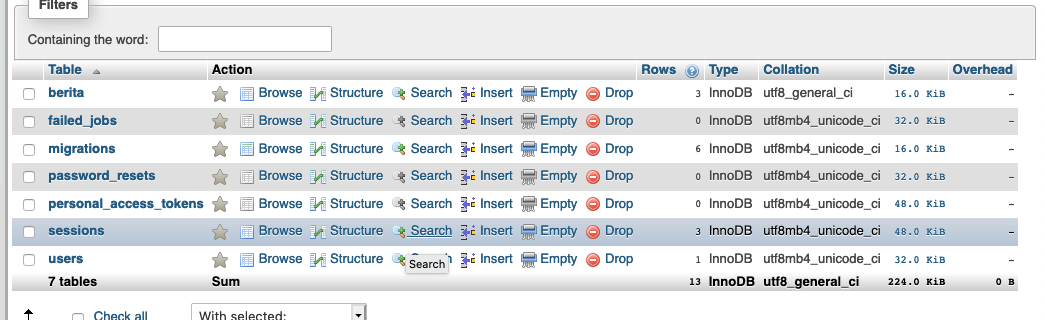 Filters
Containing the word:
Table Action Rows Type Collation Size Overhead
berita Browse Structure Search Insert Empty Drop 3 InnoDB utf8_general_ci 16.0 KiB –
failed_jobs Browse Structure Search Insert Empty Drop 0 InnoDB utf8mb4_unicode_ci 32.0 KiB –
migrations Browse Structure Search Insert Empty Drop 6 InnoDB utf8mb4_unicode_ci 16.0 KiB –
password_resets Browse Structure Search Insert Empty Drop 0 InnoDB utf8mb4_unicode_ci 32.0 KiB –
personal_access_tokens Browse Structure Search Insert Empty Drop 0 InnoDB utf8mb4_unicode_ci 48.0 KiB –
sessions Browse Structure Search Insert Empty Drop 3 InnoDB utf8mb4_unicode_ci 48.0 KiB –
users Browse Structure Search Insert Empty Drop 1 InnoDB utf8mb4_unicode_ci 32.0 KiB –
Search
7 tables Sum 13 InnoDB utf8_general_ci 224.0 KiB 0 B
Check all With selected: